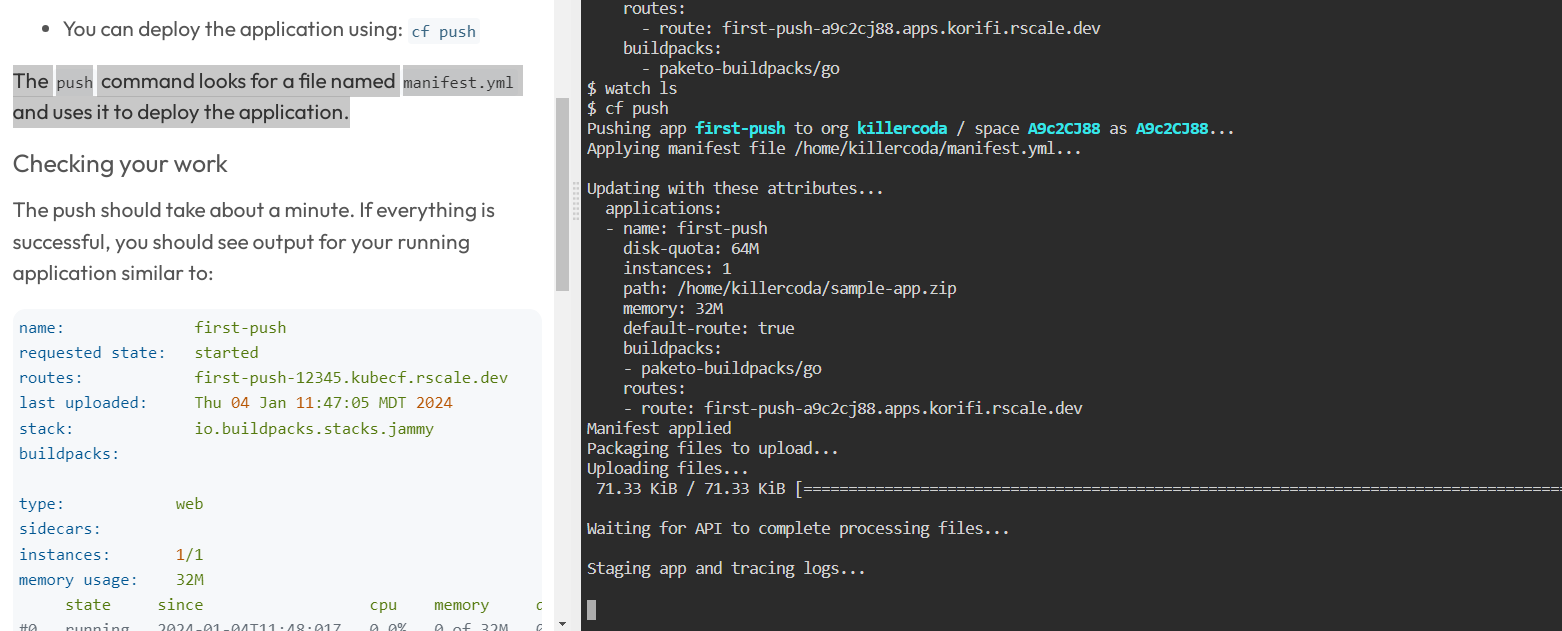 You can deploy the application using: cf push
The push command looks for a file named manifest.yml
and uses it to deploy the application.
Checking your work
The push should take about a minute. If everything is
successful, you should see output for your running
application similar to:
name: first-push
requested state: started
routes: first-push-12345.kubecf.rscale.dev
last uploaded: Thu 04 Jan 11:47:05 MDT 2024
stack: io.buildpacks.stacks.jammy
buildpacks:
type: web
sidecars:
instances: 1/1
memory usage: 32M
state since cpu memory
#0 running 2024-01-04T11:48:01Z 0.0% 0 of 32M
routes:
- route: first-push-a9c2cj88.apps.korifi.rscale.dev
buildpacks:
- paketo-buildpacks/go
$ watch ls
$ cf push
Pushing app first-push to org killercoda / space A9c2CJ88 as A9c2CJ88...
Applying manifest file /home/killercoda/manifest.yml...
Updating with these attributes...
applications:
- name: first-push
disk-quota: 64M
instances: 1
path: /home/killercoda/sample-app.zip
memory: 32M
default-route: true
buildpacks:
- paketo-buildpacks/go
routes:
- route: first-push-a9c2cj88.apps.korifi.rscale.dev
Manifest applied
Packaging files to upload...
Uploading files...
71.33 KiB / 71.33 KiB [====================================================================================
Waiting for API to complete processing files...
Staging app and tracing logs...